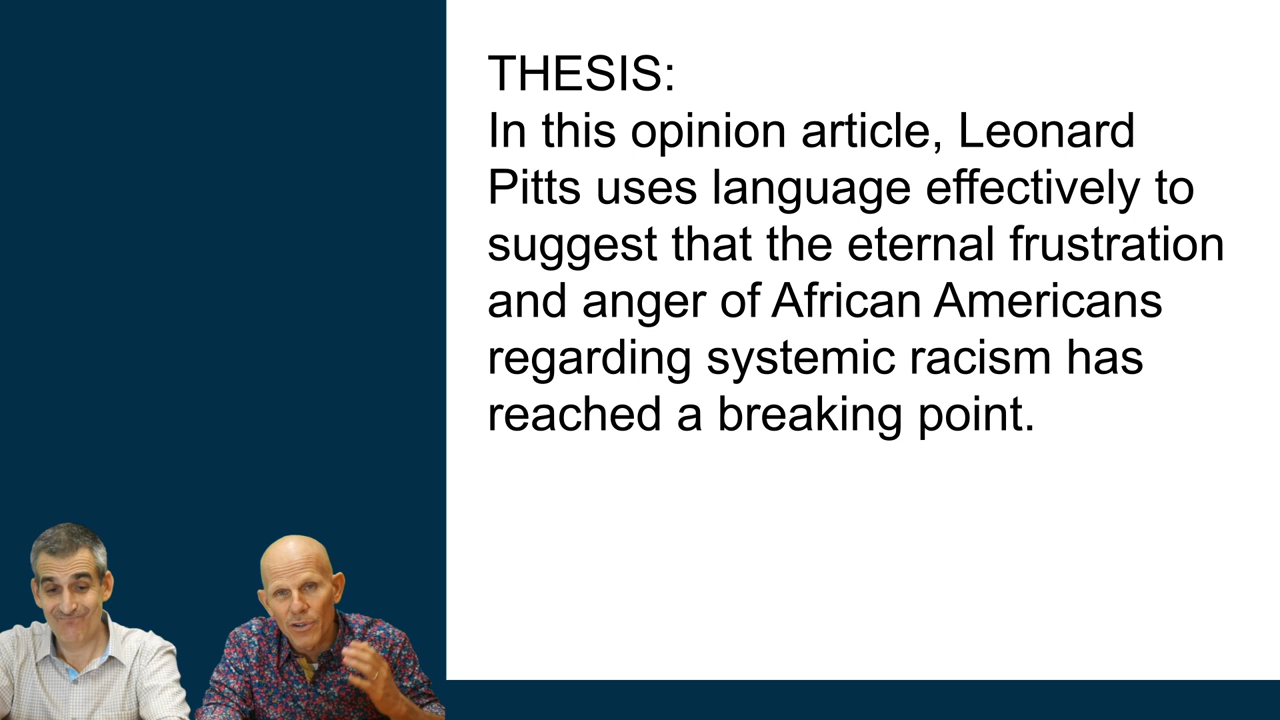 THESIS:
In this opinion article, Leonard
Pitts uses language effectively to
suggest that the eternal frustration
and anger of African Americans
regarding systemic racism has
reached a breaking point.